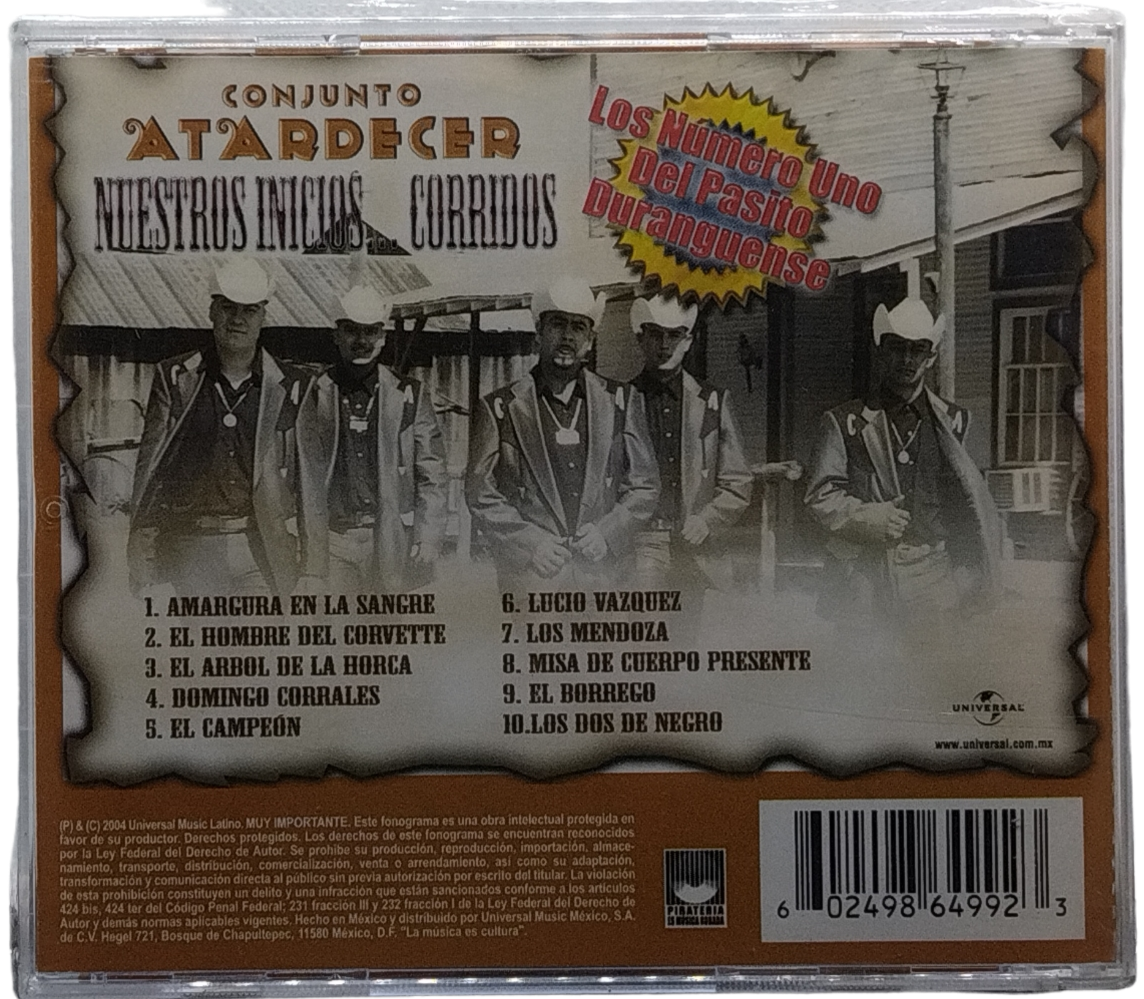 CONJUNTO
ATARDECER
NUESTROS INICIOS... CORRIDOS
Los Número Uno
Del Pasito
Duranguense
C A
A
C A
A
C A
1. AMARGURA EN LA SANGRE
2. EL HOMBRE DEL CORVETTE
3. EL ARBOL DE LA HORCA
4. DOMINGO CORRALES
5. EL CAMPEÓN
6. LUCIO VAZQUEZ
7. LOS MENDOZA
8. MISA DE CUERPO PRESENTE
9. EL BORREGO
10.LOS DOS DE NEGRO
UNIVERSAL
www.universal.com.mx
(P) & (C) 2004 Universal Music Latino. MUY IMPORTANTE. Este fonograma es una obra intelectual protegida en
favor de su productor. Derechos protegidos. Los derechos de este fonograma se encuentran reconocidos
por la Ley Federal del Derecho de Autor. Se prohibe su producción, reproducción, importación, almace-
namiento, transporte, distribución, comercialización, venta o arrendamiento, así como su adaptación,
transformación y comunicación directa al público sin previa autorización por escrito del titular. La violación
de esta prohibición constituyen un delito y una infracción que están sancionados conforme a los artículos
424 bis, 424 ter del Código Penal Federal; 231 fracción III y 232 fracción I de la Ley Federal del Derecho de
Autor y demás normas aplicables vigentes. Hecho en México y distribuido por Universal Music México, S.A.
de C.V. Hegel 721, Bosque de Chapultepec, 11580 México, D.F. "La música es cultura".
PIRATERIA
6 02498 64992 3